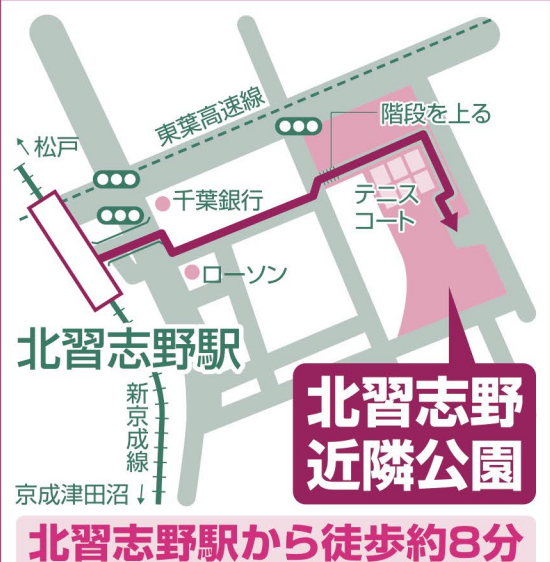 東葉高速線
階段を上る
↖松戸
千葉銀行
テニス
コート
ローソン
北習志野駅
新京成線
北習志野
近隣公園
京成津田沼↓
北習志野駅から徒歩約8分